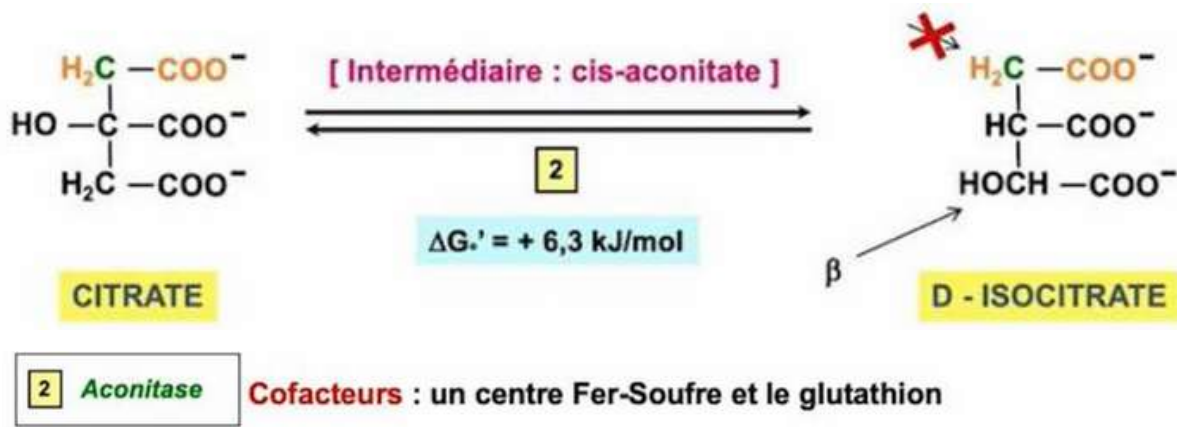 H₂C — COO⁻
HO — C — COO⁻
H₂C — COO⁻
CITRATE
[ Intermédiaire : cis-aconitate ]
2
ΔG₀' = + 6,3 kJ/mol
H₂C — COO⁻
HC — COO⁻
HOCH — COO⁻
β
D - ISOCITRATE
2 Aconitase
Cofacteurs : un centre Fer-Soufre et le glutathion